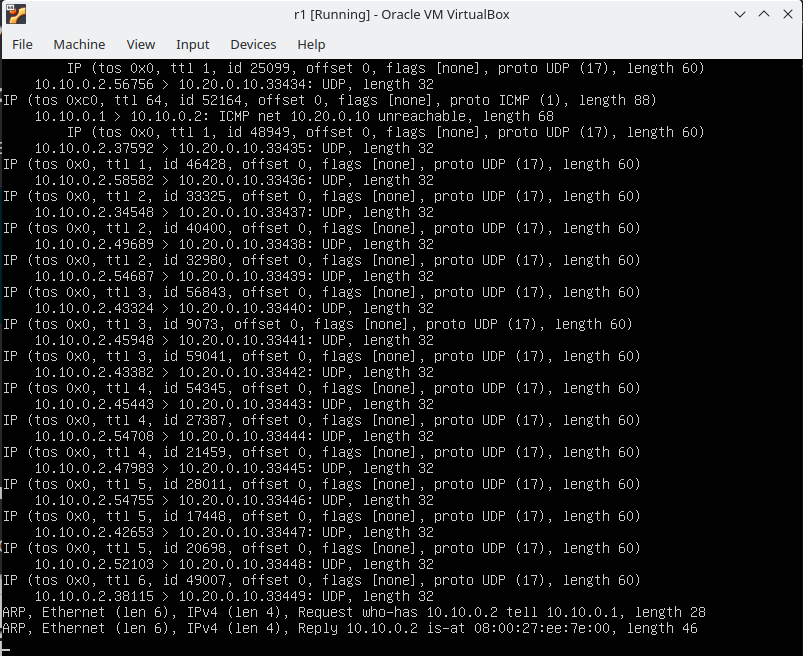 r1 [Running] - Oracle VM VirtualBox
File Machine View Input Devices Help
IP (tos 0x0, ttl 1, id 25099, offset 0, flags [none], proto UDP (17), length 60)
10.10.0.2.56756 > 10.20.0.10.33434: UDP, length 32
IP (tos 0xc0, ttl 64, id 52164, offset 0, flags [none], proto ICMP (1), length 88)
10.10.0.1 > 10.10.0.2: ICMP net 10.20.0.10 unreachable, length 68
IP (tos 0x0, ttl 1, id 48949, offset 0, flags [none], proto UDP (17), length 60)
10.10.0.2.37592 > 10.20.0.10.33435: UDP, length 32
IP (tos 0x0, ttl 1, id 46428, offset 0, flags [none], proto UDP (17), length 60)
10.10.0.2.58582 > 10.20.0.10.33436: UDP, length 32
IP (tos 0x0, ttl 2, id 33325, offset 0, flags [none], proto UDP (17), length 60)
10.10.0.2.34548 > 10.20.0.10.33437: UDP, length 32
IP (tos 0x0, ttl 2, id 40400, offset 0, flags [none], proto UDP (17), length 60)
10.10.0.2.49689 > 10.20.0.10.33438: UDP, length 32
IP (tos 0x0, ttl 2, id 32980, offset 0, flags [none], proto UDP (17), length 60)
10.10.0.2.54687 > 10.20.0.10.33439: UDP, length 32
IP (tos 0x0, ttl 3, id 56843, offset 0, flags [none], proto UDP (17), length 60)
10.10.0.2.43324 > 10.20.0.10.33440: UDP, length 32
IP (tos 0x0, ttl 3, id 9073, offset 0, flags [none], proto UDP (17), length 60)
10.10.0.2.45948 > 10.20.0.10.33441: UDP, length 32
IP (tos 0x0, ttl 3, id 59041, offset 0, flags [none], proto UDP (17), length 60)
10.10.0.2.43382 > 10.20.0.10.33442: UDP, length 32
IP (tos 0x0, ttl 4, id 54345, offset 0, flags [none], proto UDP (17), length 60)
10.10.0.2.45443 > 10.20.0.10.33443: UDP, length 32
IP (tos 0x0, ttl 4, id 27387, offset 0, flags [none], proto UDP (17), length 60)
10.10.0.2.54708 > 10.20.0.10.33444: UDP, length 32
IP (tos 0x0, ttl 4, id 21459, offset 0, flags [none], proto UDP (17), length 60)
10.10.0.2.47983 > 10.20.0.10.33445: UDP, length 32
IP (tos 0x0, ttl 5, id 28011, offset 0, flags [none], proto UDP (17), length 60)
10.10.0.2.54755 > 10.20.0.10.33446: UDP, length 32
IP (tos 0x0, ttl 5, id 17448, offset 0, flags [none], proto UDP (17), length 60)
10.10.0.2.42653 > 10.20.0.10.33447: UDP, length 32
IP (tos 0x0, ttl 5, id 20698, offset 0, flags [none], proto UDP (17), length 60)
10.10.0.2.52103 > 10.20.0.10.33448: UDP, length 32
IP (tos 0x0, ttl 6, id 49007, offset 0, flags [none], proto UDP (17), length 60)
10.10.0.2.38115 > 10.20.0.10.33449: UDP, length 32
ARP, Ethernet (len 6), IPv4 (len 4), Request who-has 10.10.0.2 tell 10.10.0.1, length 28
ARP, Ethernet (len 6), IPv4 (len 4), Reply 10.10.0.2 is-at 08:00:27:ee:7e:00, length 46